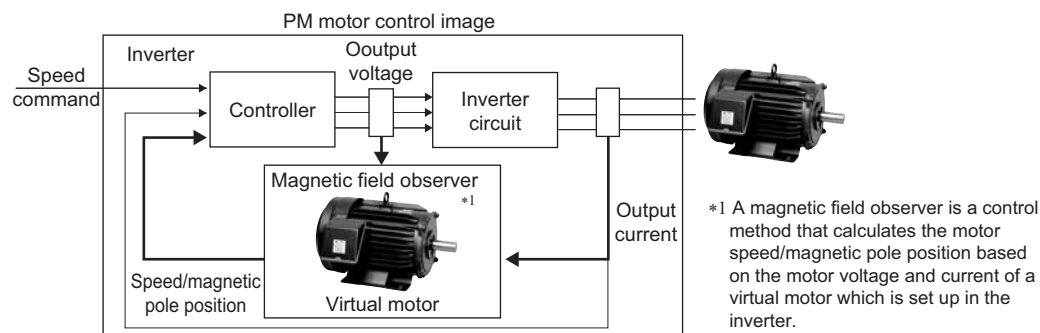 PM motor control image
Inverter
Speed
command
Controller
Ooutput
voltage
Inverter
circuit
Magnetic field observer
*1
Virtual motor
Speed/magnetic
pole position
Output
current
*1 A magnetic field observer is a control
method that calculates the motor
speed/magnetic pole position based
on the motor voltage and current of a
virtual motor which is set up in the
inverter.